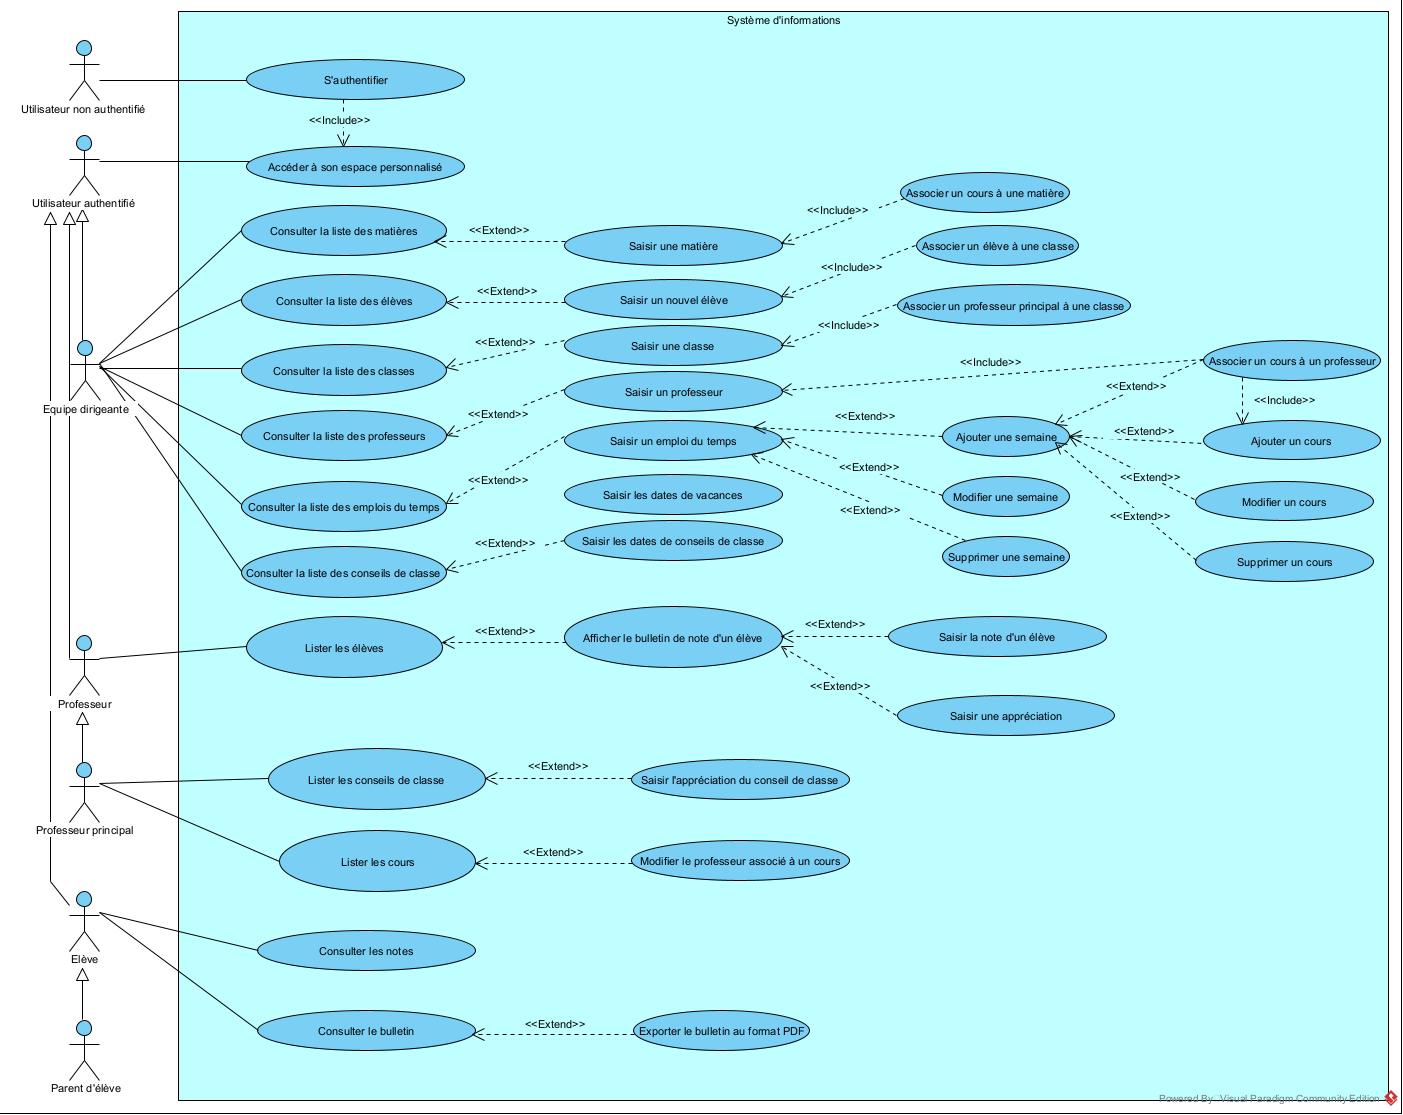 Système d'informations
Utilisateur non authentifié
S'authentifier
<<Include>>
Utilisateur authentifié
Accéder à son espace personnalisé
Consulter la liste des matières
<<Extend>>
Saisir une matière
<<Include>>
Associer un cours à une matière
Consulter la liste des élèves
<<Extend>>
Saisir un nouvel élève
<<Include>>
Associer un élève à une classe
Equipe dirigeante
Consulter la liste des classes
<<Extend>>
Saisir une classe
<<Include>>
Associer un professeur principal à une classe
Consulter la liste des professeurs
<<Extend>>
Saisir un professeur
<<Include>>
Associer un cours à un professeur
<<Extend>>
<<Include>>
Consulter la liste des emplois du temps
<<Extend>>
Saisir un emploi du temps
<<Extend>>
Ajouter une semaine
<<Extend>>
Ajouter un cours
<<Extend>>
Modifier une semaine
<<Extend>>
Modifier un cours
<<Extend>>
Supprimer une semaine
<<Extend>>
Supprimer un cours
Saisir les dates de vacances
Consulter la liste des conseils de classe
<<Extend>>
Saisir les dates de conseils de classe
Professeur
Lister les élèves
<<Extend>>
Afficher le bulletin de note d'un élève
<<Extend>>
Saisir la note d'un élève
<<Extend>>
Saisir une appréciation
Professeur principal
Lister les conseils de classe
<<Extend>>
Saisir l'appréciation du conseil de classe
Lister les cours
<<Extend>>
Modifier le professeur associé à un cours
Elève
Consulter les notes
Consulter le bulletin
<<Extend>>
Exporter le bulletin au format PDF
Parent d'élève
Powered By Visual Paradigm Community Edition